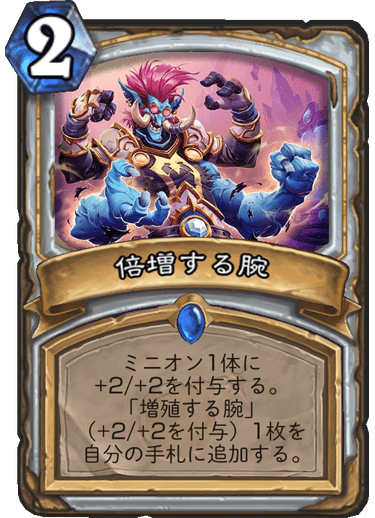 2
倍増する腕
ミニオン1体に
+2/+2を付与する。
「増殖する腕」
（+2/+2を付与）1枚を
自分の手札に追加する。